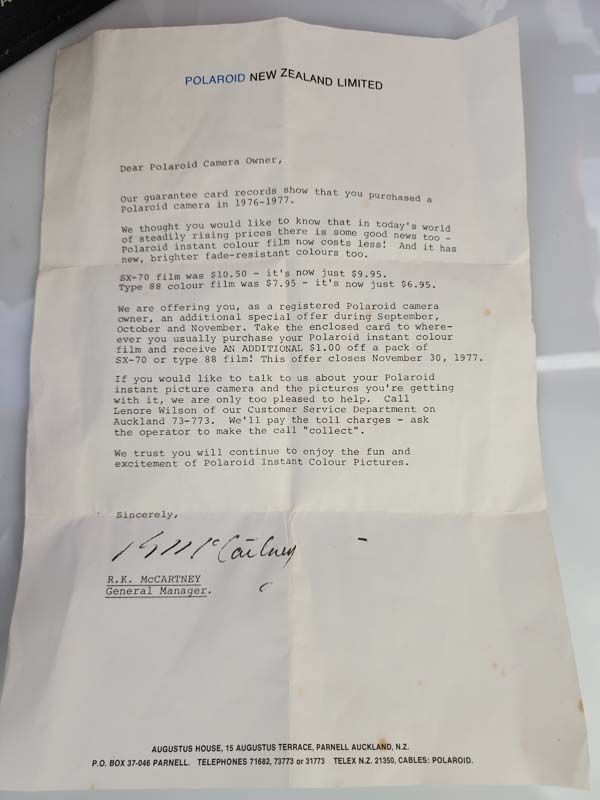 POLAROID NEW ZEALAND LIMITED
Dear Polaroid Camera Owner,
Our guarantee card records show that you purchased a
Polaroid camera in 1976-1977.
We thought you would like to know that in today's world
of steadily rising prices there is some good news too -
Polaroid instant colour film now costs less! And it has
new, brighter fade-resistant colours too.
SX-70 film was $10.50 - it's now just $9.95.
Type 88 colour film was $7.95 - it's now just $6.95.
We are offering you, as a registered Polaroid camera
owner, an additional special offer during September,
October and November. Take the enclosed card to where-
ever you usually purchase your Polaroid instant colour
film and receive AN ADDITIONAL $1.00 off a pack of
SX-70 or type 88 film! This offer closes November 30, 1977.
If you would like to talk to us about your Polaroid
instant picture camera and the pictures you're getting
with it, we are only too pleased to help. Call
Lenore Wilson of our Customer Service Department on
Auckland 73-773. We'll pay the toll charges - ask
the operator to make the call "collect".
We trust you will continue to enjoy the fun and
excitement of Polaroid Instant Colour Pictures.
Sincerely,
R.K. McCARTNEY
General Manager.
AUGUSTUS HOUSE, 15 AUGUSTUS TERRACE, PARNELL AUCKLAND, N.Z.
P.O. BOX 37-046 PARNELL. TELEPHONES 71682, 73773 or 31773 TELEX N.Z. 21350, CABLES: POLAROID.